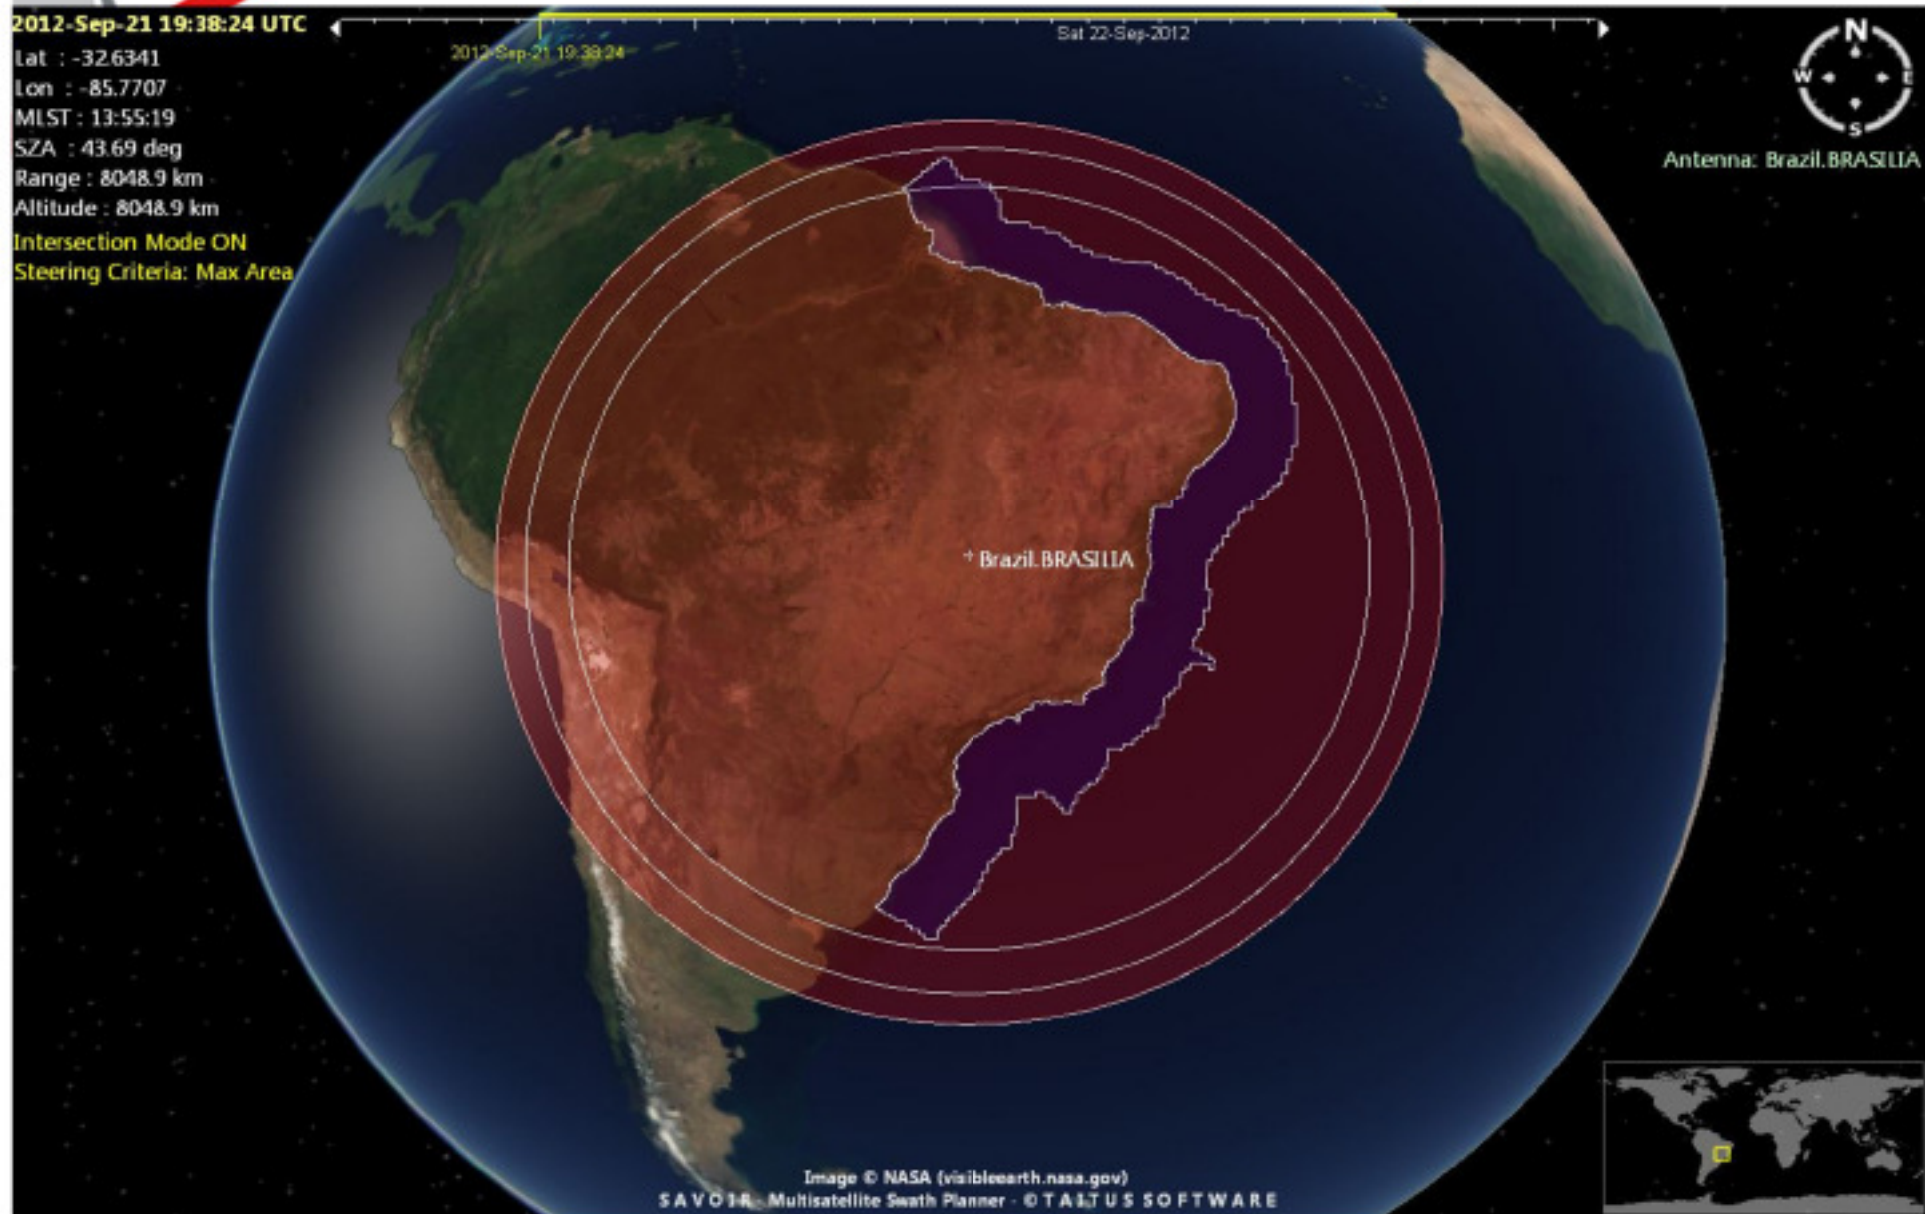 2012-Sep-21 19:38:24 UTC
Lat : -32.6341
Lon : -85.7707
MLST : 13:55:19
SZA : 43.69 deg
Range : 8048.9 km
Altitude : 8048.9 km
Intersection Mode ON
Steering Criteria: Max Area
2012-Sep-21 19:38:24
Sat 22-Sep-2012
N
W E
S
Antenna: Brazil.BRASILIA
Brazil.BRASILIA
Image © NASA (visibleearth.nasa.gov)
SAVOIR - Multisatellite Swath Planner - © TAITUS SOFTWARE